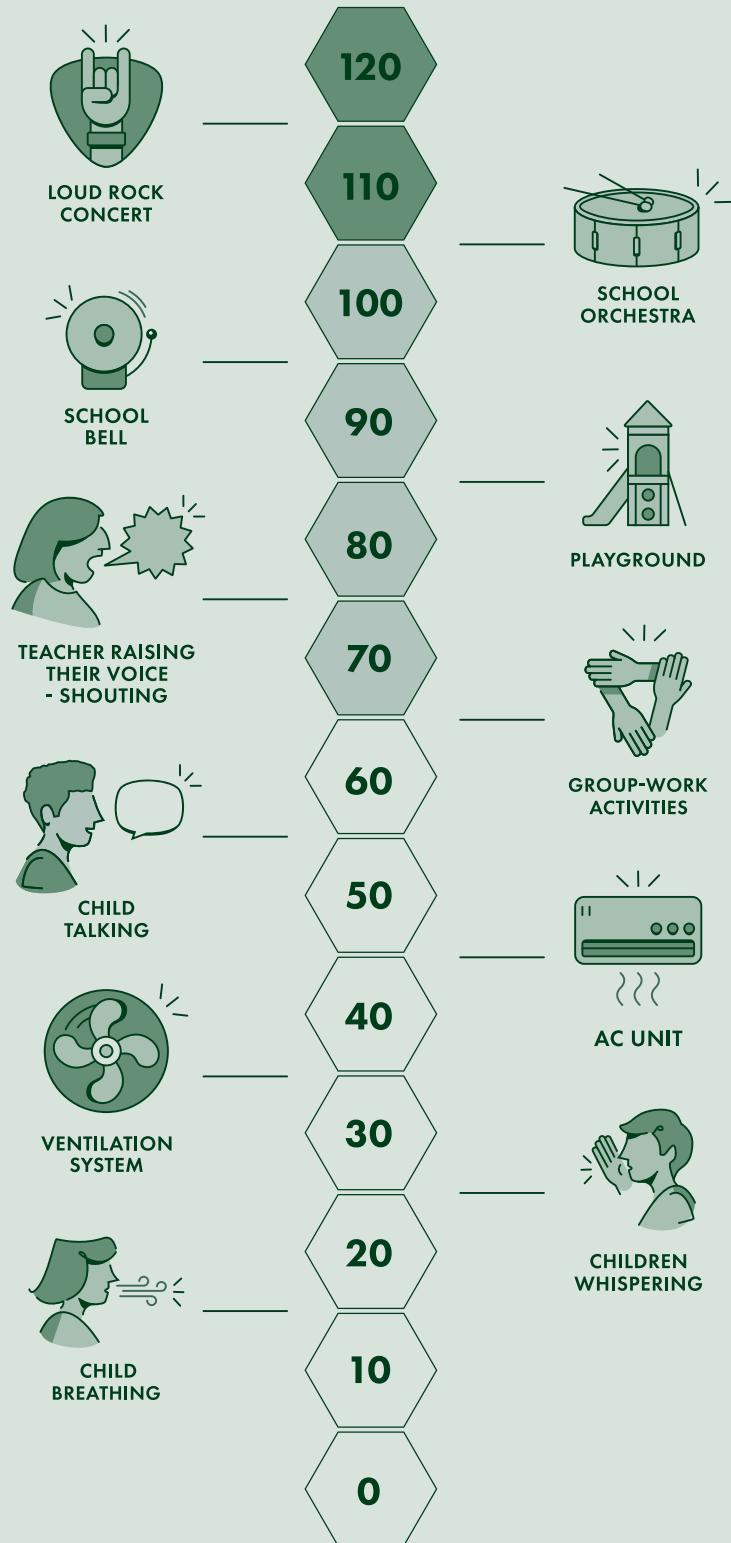 120
LOUD ROCK
CONCERT
110
SCHOOL
ORCHESTRA
100
SCHOOL
BELL
90
PLAYGROUND
80
TEACHER RAISING
THEIR VOICE
- SHOUTING
70
GROUP-WORK
ACTIVITIES
60
CHILD
TALKING
50
AC UNIT
40
VENTILATION
SYSTEM
30
CHILDREN
WHISPERING
20
CHILD
BREATHING
10
0